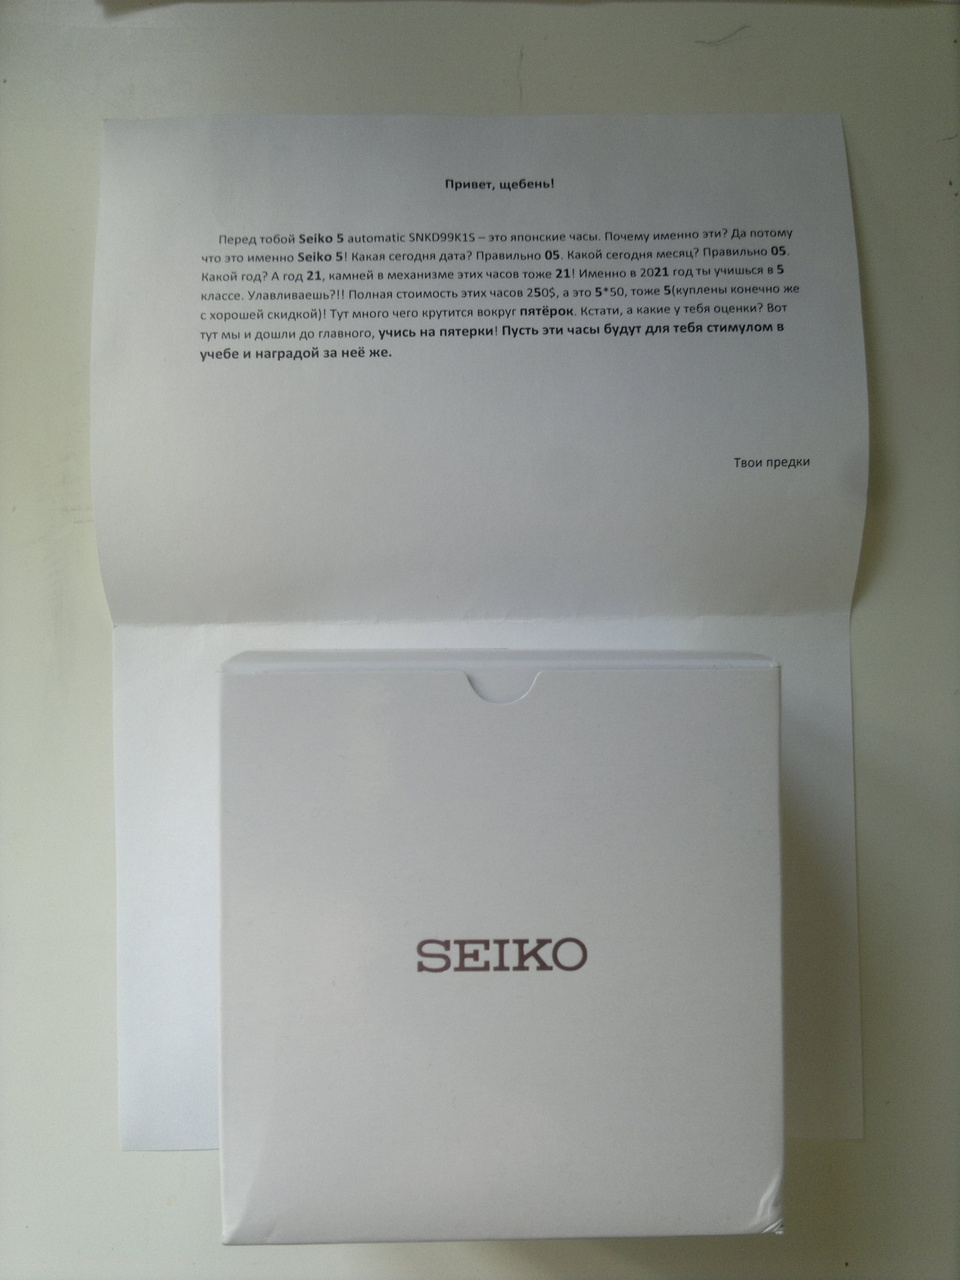 Привет, щебень!
Перед тобой Seiko 5 automatic SNKD99K1S – это японские часы. Почему именно эти? Да потому
что это именно Seiko 5! Какая сегодня дата? Правильно 05. Какой сегодня месяц? Правильно 05.
Какой год? А год 21, камней в механизме этих часов тоже 21! Именно в 2021 год ты учишься в 5
классе. Улавливаешь?!! Полная стоимость этих часов 250$, а это 5*50, тоже 5(куплены конечно же
с хорошей скидкой)! Тут много чего крутится вокруг пятёрок. Кстати, а какие у тебя оценки? Вот
тут мы и дошли до главного, учись на пятерки! Пусть эти часы будут для тебя стимулом в
учебе и наградой за неё же.
Твои предки
SEIKO